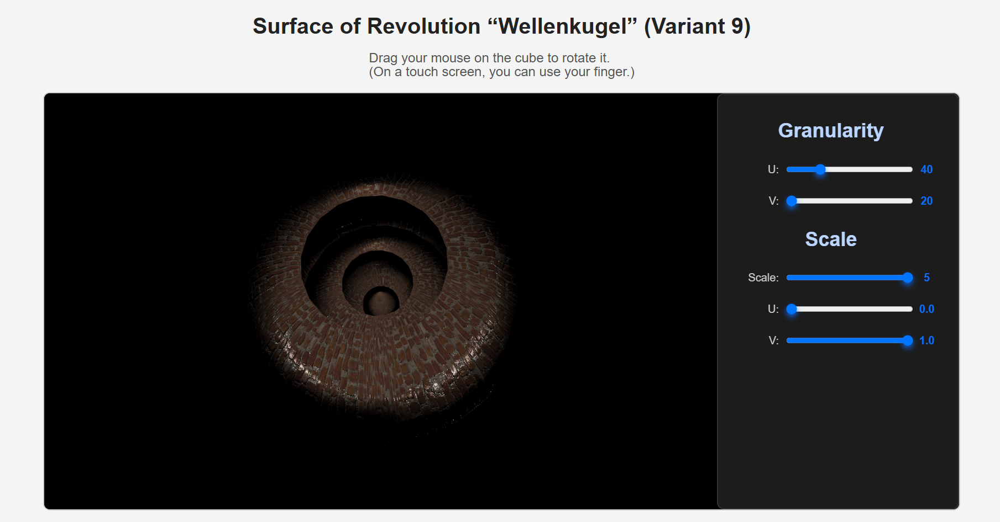 Surface of Revolution “Wellenkugel” (Variant 9)
Drag your mouse on the cube to rotate it.
(On a touch screen, you can use your finger.)
Granularity
U: 40
V: 20
Scale
Scale: 5
U: 0.0
V: 1.0